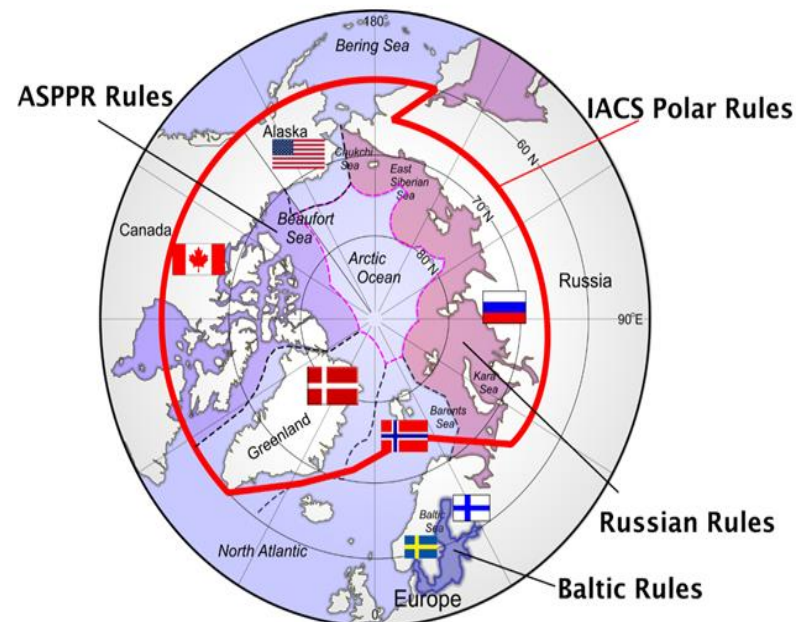 180°
Bering Sea
ASPPR Rules
IACS Polar Rules
Alaska
Chukchi
Sea
East
Siberian
Sea
60°N
70°N
80°N
Beaufort
Sea
Canada
Arctic
Ocean
Russia
90°E
Kara
Sea
Barents
Sea
Greenland
Russian Rules
Baltic
Sea
North Atlantic
Baltic Rules
Europe
0°